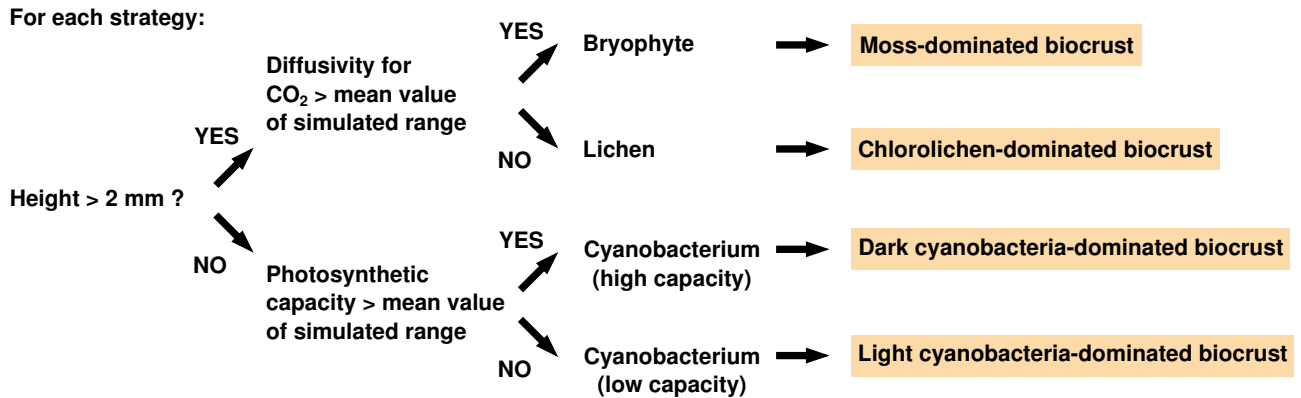 For each strategy:
YES
Bryophyte
Moss-dominated biocrust
Diffusivity for
CO₂ > mean value
of simulated range
YES
NO
Lichen
Chlorolichen-dominated biocrust
Height > 2 mm ?
NO
Photosynthetic
capacity > mean value
of simulated range
YES
Cyanobacterium
(high capacity)
Dark cyanobacteria-dominated biocrust
NO
Cyanobacterium
(low capacity)
Light cyanobacteria-dominated biocrust